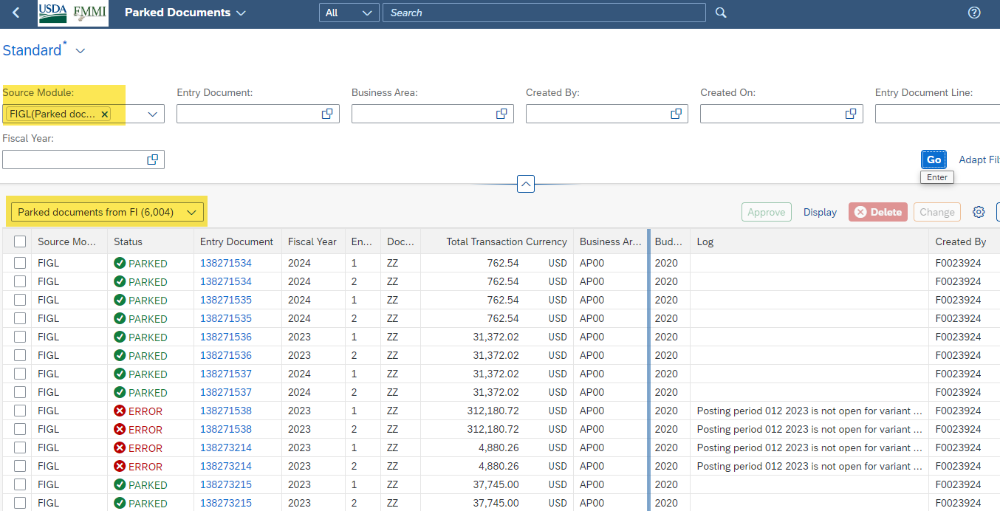 USDA FMMI Parked Documents All Search
Standard*
Source Module: Entry Document: Business Area: Created By: Created On: Entry Document Line:
FIGL(Parked doc...
Fiscal Year:
Go Adapt Fil
Enter
Parked documents from FI (6,004) Approve Display Delete Change
Source Mo... Status Entry Document Fiscal Year En... Doc... Total Transaction Currency Business Ar... Bud... Log Created By
FIGL PARKED 138271534 2024 1 ZZ 762.54 USD AP00 2020 F0023924
FIGL PARKED 138271534 2024 2 ZZ 762.54 USD AP00 2020 F0023924
FIGL PARKED 138271535 2024 1 ZZ 762.54 USD AP00 2020 F0023924
FIGL PARKED 138271535 2024 2 ZZ 762.54 USD AP00 2020 F0023924
FIGL PARKED 138271536 2023 1 ZZ 31,372.02 USD AP00 2020 F0023924
FIGL PARKED 138271536 2023 2 ZZ 31,372.02 USD AP00 2020 F0023924
FIGL PARKED 138271537 2024 1 ZZ 31,372.02 USD AP00 2020 F0023924
FIGL PARKED 138271537 2024 2 ZZ 31,372.02 USD AP00 2020 F0023924
FIGL ERROR 138271538 2023 1 ZZ 312,180.72 USD AP00 2020 Posting period 012 2023 is not open for variant ... F0023924
FIGL ERROR 138271538 2023 2 ZZ 312,180.72 USD AP00 2020 Posting period 012 2023 is not open for variant ... F0023924
FIGL ERROR 138273214 2023 1 ZZ 4,880.26 USD AP00 2020 Posting period 012 2023 is not open for variant ... F0023924
FIGL ERROR 138273214 2023 2 ZZ 4,880.26 USD AP00 2020 Posting period 012 2023 is not open for variant ... F0023924
FIGL PARKED 138273215 2023 1 ZZ 37,745.00 USD AP00 2020 F0023924
FIGL PARKED 138273215 2023 2 ZZ 37,745.00 USD AP00 2020 F0023924